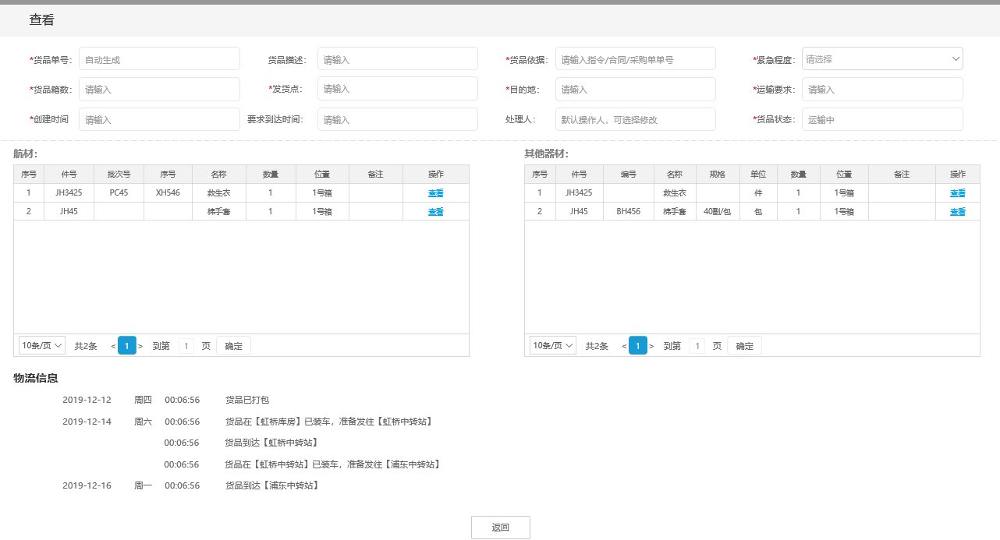 查看
*货品单号： 自动生成 货品描述： 请输入 *货品依据： 请输入指令/合同/采购单单号 *紧急程度： 请选择
*货品箱数： 请输入 *发货点： 请输入 *目的地： 请输入 *运输要求： 请输入
*创建时间 请输入 要求到达时间： 请输入 处理人： 默认操作人，可选择修改 *货品状态： 运输中
航材：
序号 件号 批次号 序号 名称 数量 位置 备注 操作
1 JH3425 PC45 XH546 救生衣 1 1号箱 查看
2 JH45 棉手套 1 1号箱 查看
10条/页 共2条 < 1 > 到第 1 页 确定
其他器材：
序号 件号 编号 名称 规格 单位 数量 位置 备注 操作
1 JH3425 救生衣 件 1 1号箱 查看
2 JH45 BH456 棉手套 40副/包 包 1 1号箱 查看
10条/页 共2条 < 1 > 到第 1 页 确定
物流信息
2019-12-12 周四 00:06:56 货品已打包
2019-12-14 周六 00:06:56 货品在【虹桥库房】已装车，准备发往【虹桥中转站】
00:06:56 货品到达【虹桥中转站】
00:06:56 货品在【虹桥中转站】已装车，准备发往【浦东中转站】
2019-12-16 周一 00:06:56 货品到达【浦东中转站】
返回